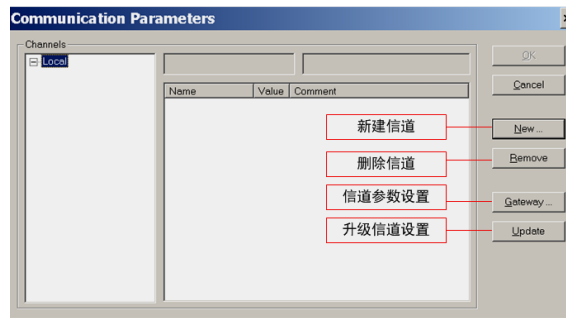 Communication Parameters
Channels
Local
Name Value Comment
OK
Cancel
新建信道
New ...
删除信道
Remove
信道参数设置
Gateway ...
升级信道设置
Update